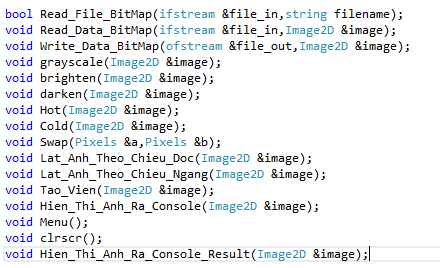 bool Read_File_BitMap(ifstream &file_in,string filename);
void Read_Data_BitMap(ifstream &file_in,Image2D &image);
void Write_Data_BitMap(ofstream &file_out,Image2D &image);
void grayscale(Image2D &image);
void brighten(Image2D &image);
void darken(Image2D &image);
void Hot(Image2D &image);
void Cold(Image2D &image);
void Swap(Pixels &a,Pixels &b);
void Lat_Anh_Theo_Chieu_Doc(Image2D &image);
void Lat_Anh_Theo_Chieu_Ngang(Image2D &image);
void Tao_Vien(Image2D &image);
void Hien_Thi_Anh_Ra_Console(Image2D &image);
void Menu();
void clrscr();
void Hien_Thi_Anh_Ra_Console_Result(Image2D &image);